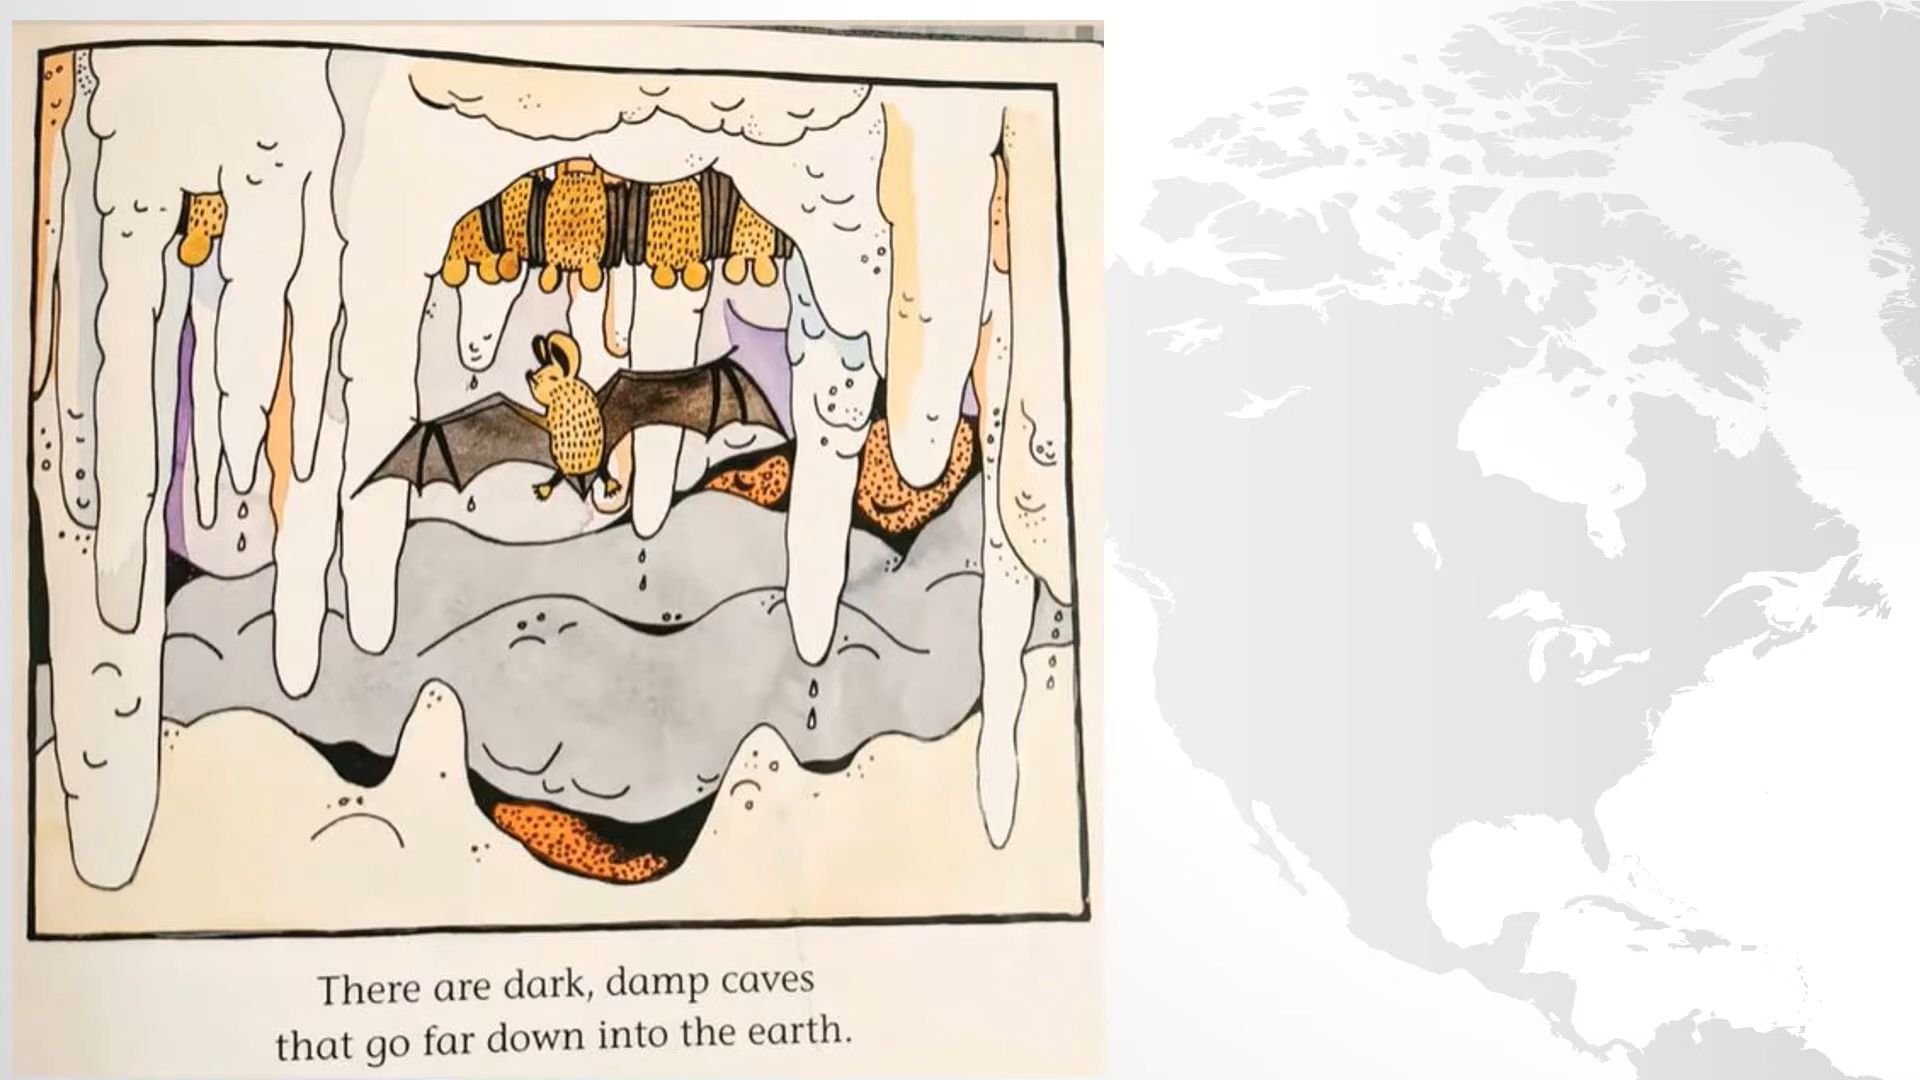 There are dark, damp caves
that go far down into the earth.